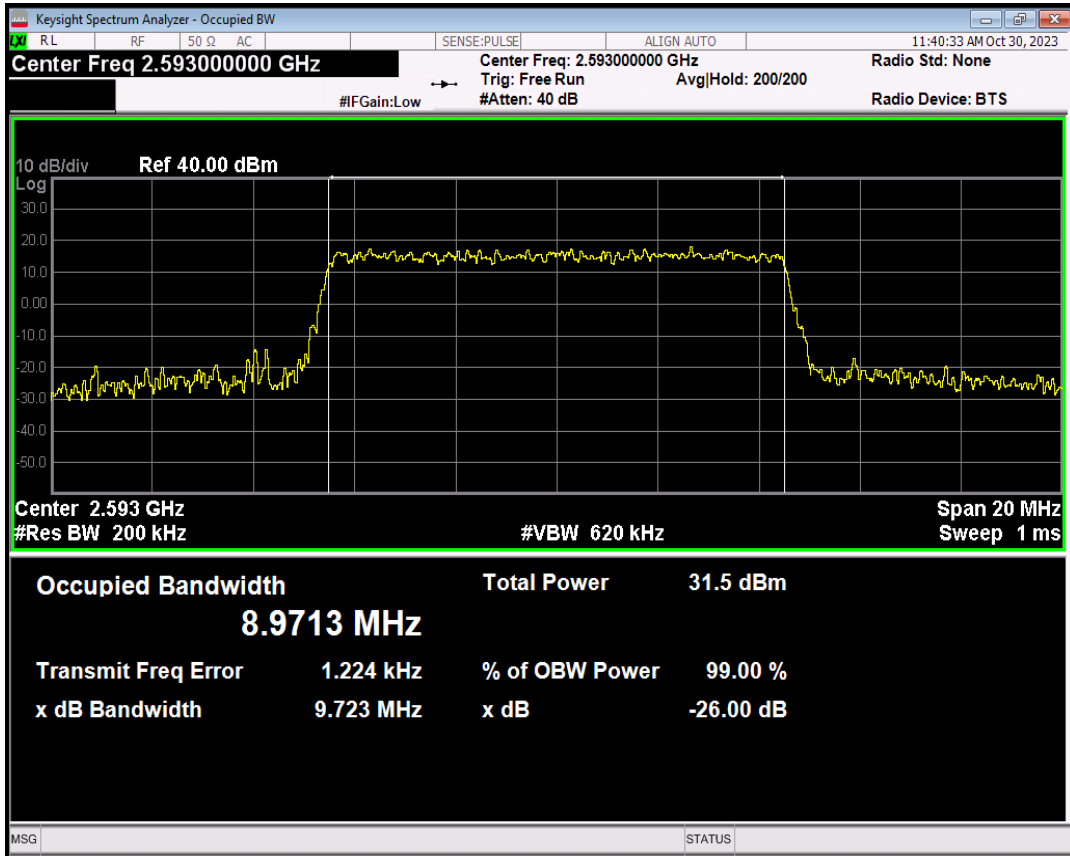 Keysight Spectrum Analyzer - Occupied BW
LXI RL RF 50 Ω AC SENSE:PULSE ALIGN AUTO 11:40:33 AM Oct 30, 2023
Center Freq 2.593000000 GHz Center Freq: 2.593000000 GHz Radio Std: None
Trig: Free Run Avg|Hold: 200/200
#IFGain:Low #Atten: 40 dB Radio Device: BTS
10 dB/div Ref 40.00 dBm
Log
30.0
20.0
10.0
0.00
-10.0
-20.0
-30.0
-40.0
-50.0
Center 2.593 GHz Span 20 MHz
#Res BW 200 kHz #VBW 620 kHz Sweep 1 ms
Occupied Bandwidth Total Power 31.5 dBm
8.9713 MHz
Transmit Freq Error 1.224 kHz % of OBW Power 99.00 %
x dB Bandwidth 9.723 MHz x dB -26.00 dB
MSG STATUS